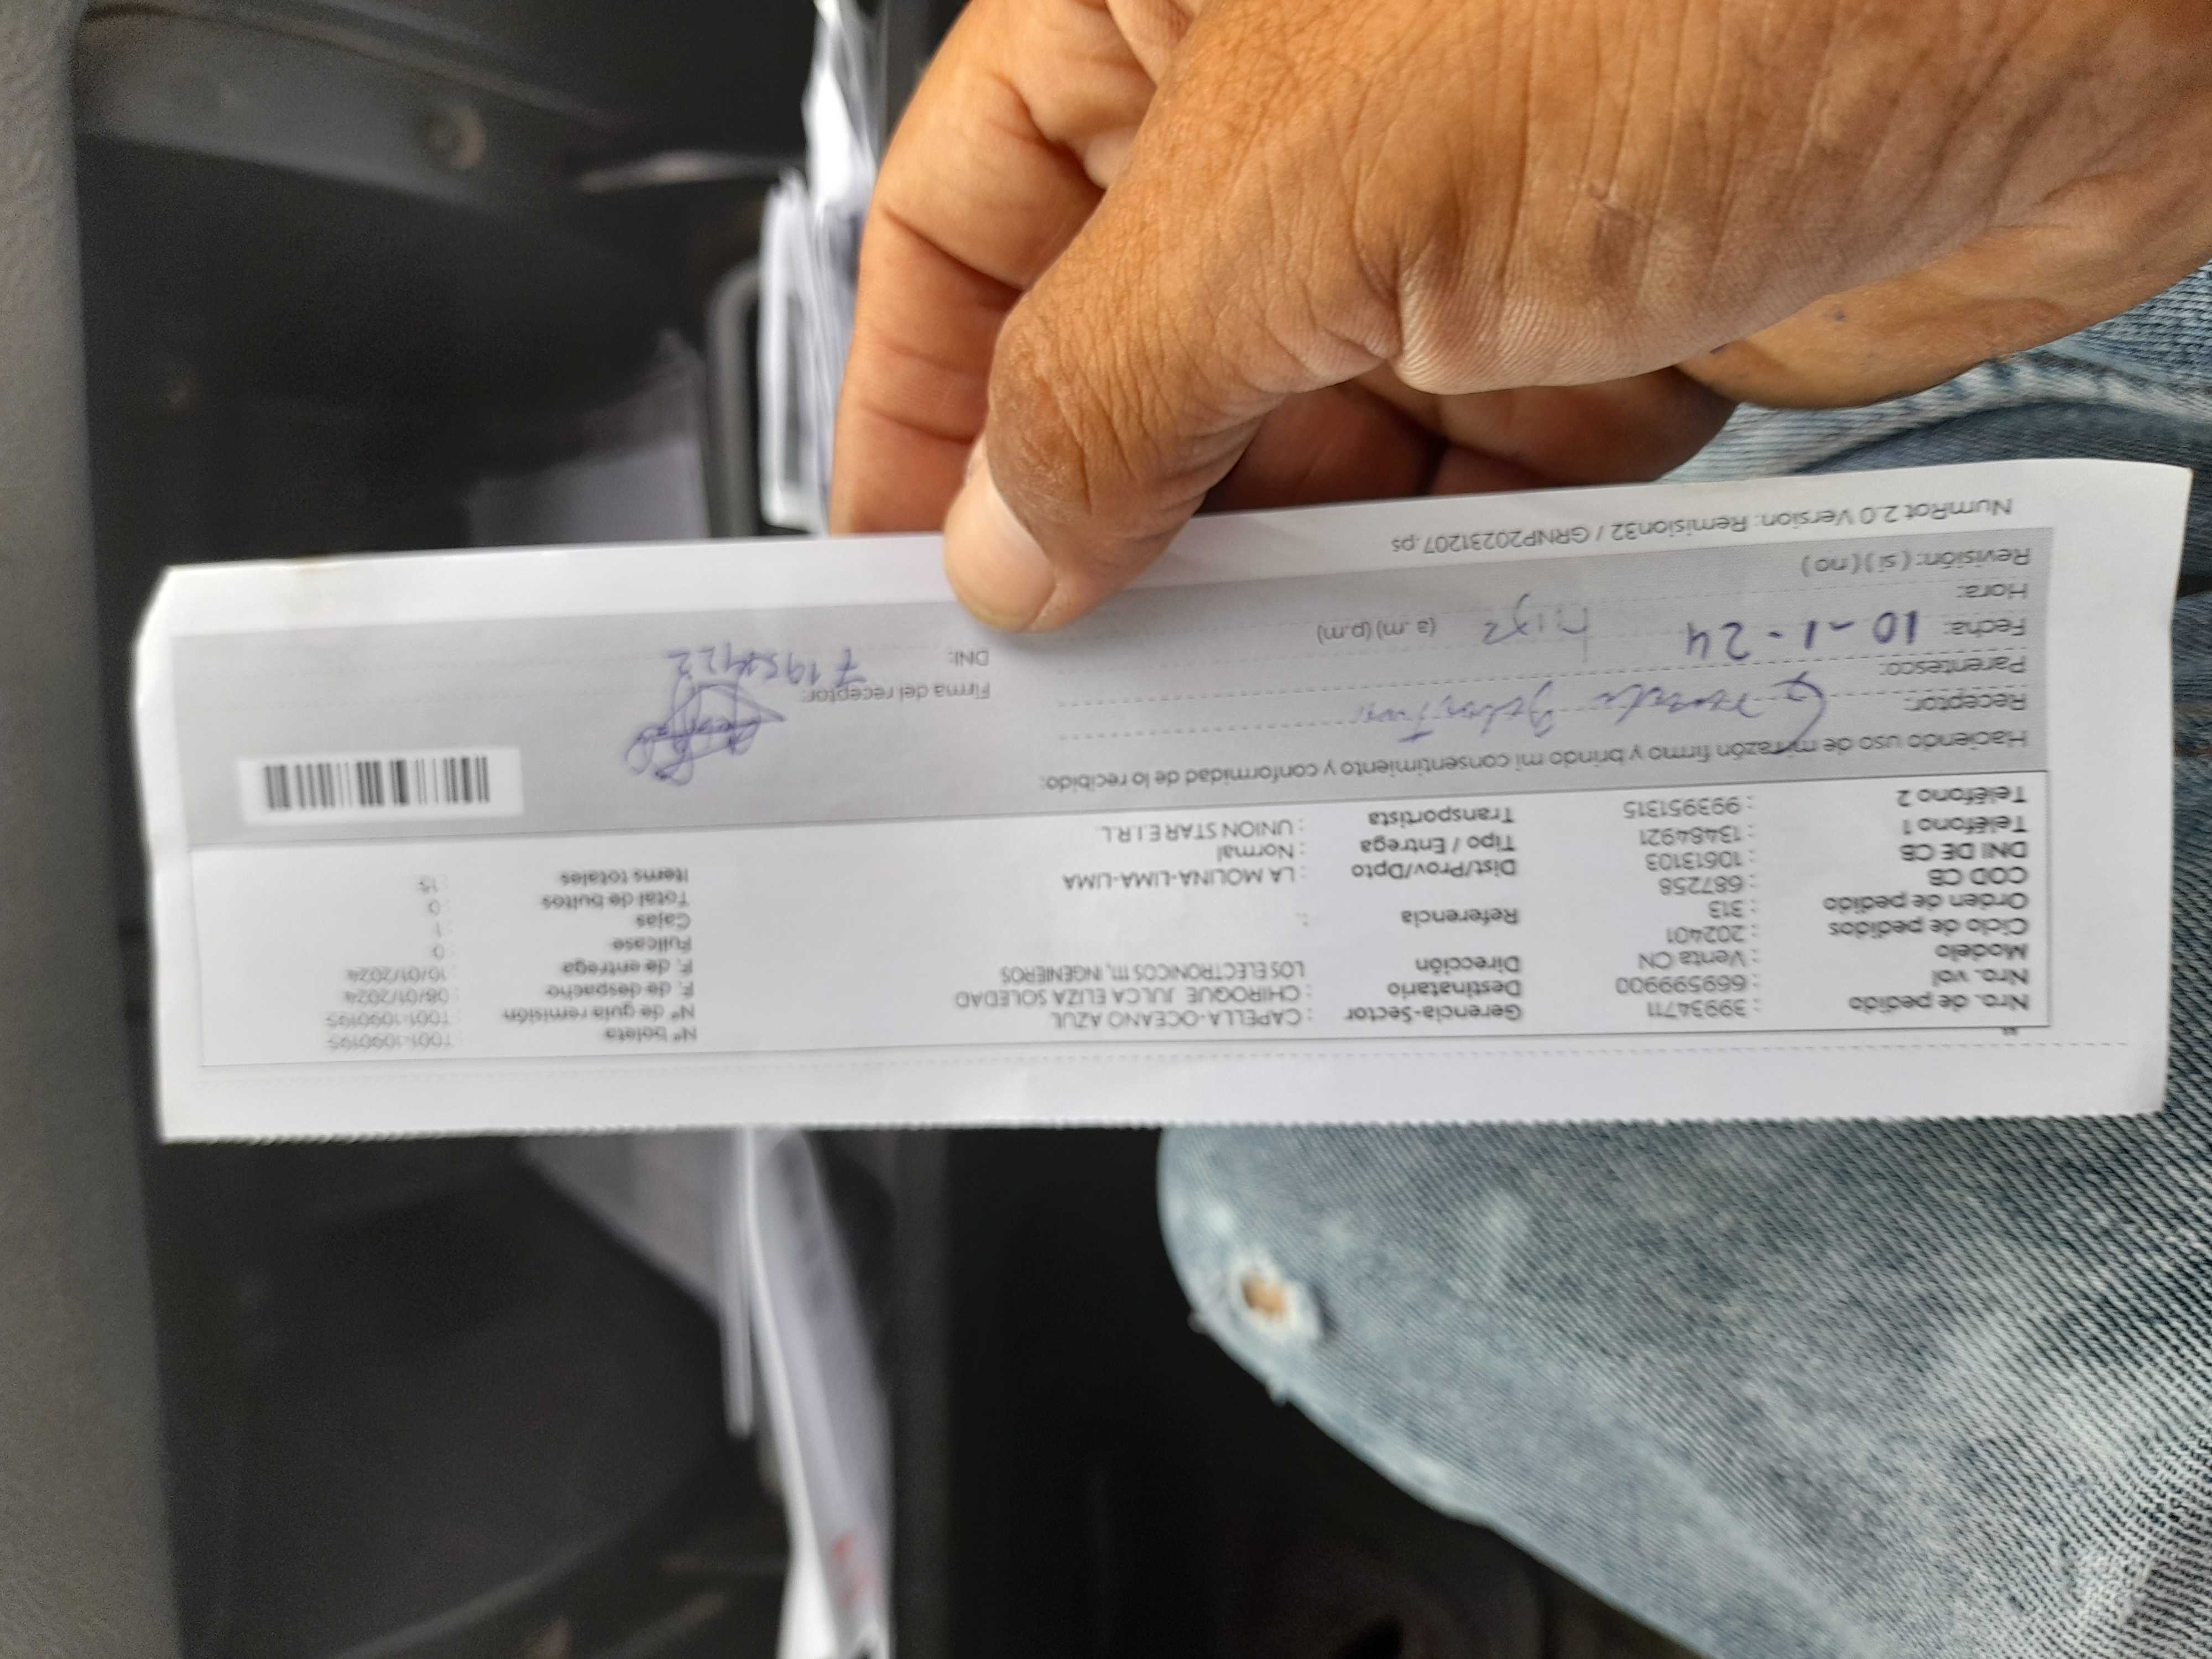 Nro. de pedido : 39934711 Gerencia-Sector : CAPELLA-OCEANO AZUL Nº boleta : T001-1090195
Nro. vol : 669599900 Destinatario : CHIROQUE JULCA ELIZA SOLEDAD Nº de guía remisión : T001-1090195
Modelo : Venta CN Dirección LOS ELECTRONICOS 111, INGENIEROS F. de despacho : 06/01/2024
Ciclo de pedidos : 202401 F. de entrega : 10/01/2024
Orden de pedido : 313 Referencia : Fullcase : 0
COD CB : 687258 Cajas : 1
DNI DE CB : 10613103 Dist/Prov/Dpto : LA MOLINA-LIMA-LIMA Total de bultos : 0
Teléfono 1 : 13484921 Tipo / Entrega : Normal Items totales : 15
Teléfono 2 : 993951315 Transportista : UNION STAR E.I.R.L.
Haciendo uso de mi razón firmo y brindo mi consentimiento y conformidad de lo recibido:
Receptor:
Parentesco: Firma del receptor:
Fecha: 10-1-24
Hora: (a.m) (p.m) DNI:
Revisión: ( si ) ( no )
NumRot 2.0 Version: Remision32 / GRNP20231207.ps